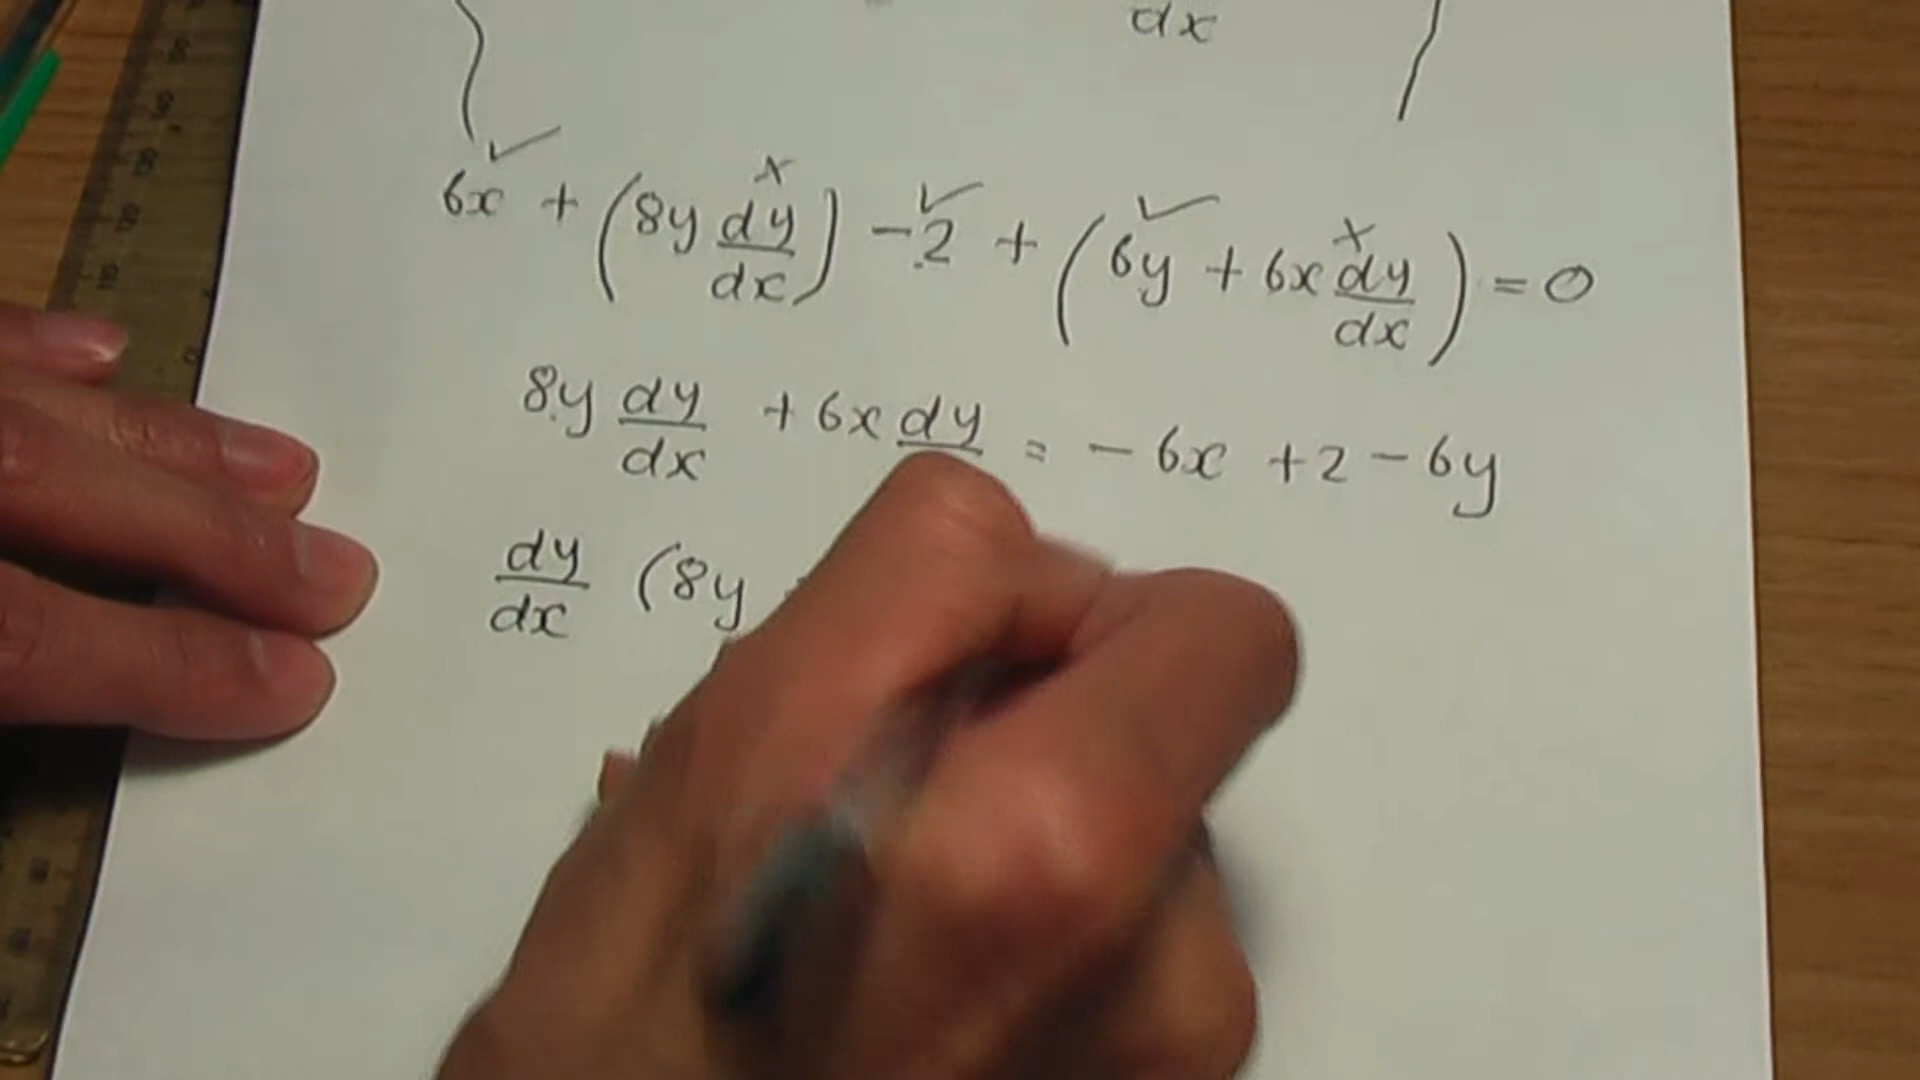 dx
6x + (8y dy/dx) - 2 + (6y + 6x dy/dx) = 0
8y dy/dx + 6x dy = - 6x + 2 - 6y
dy/dx (8y